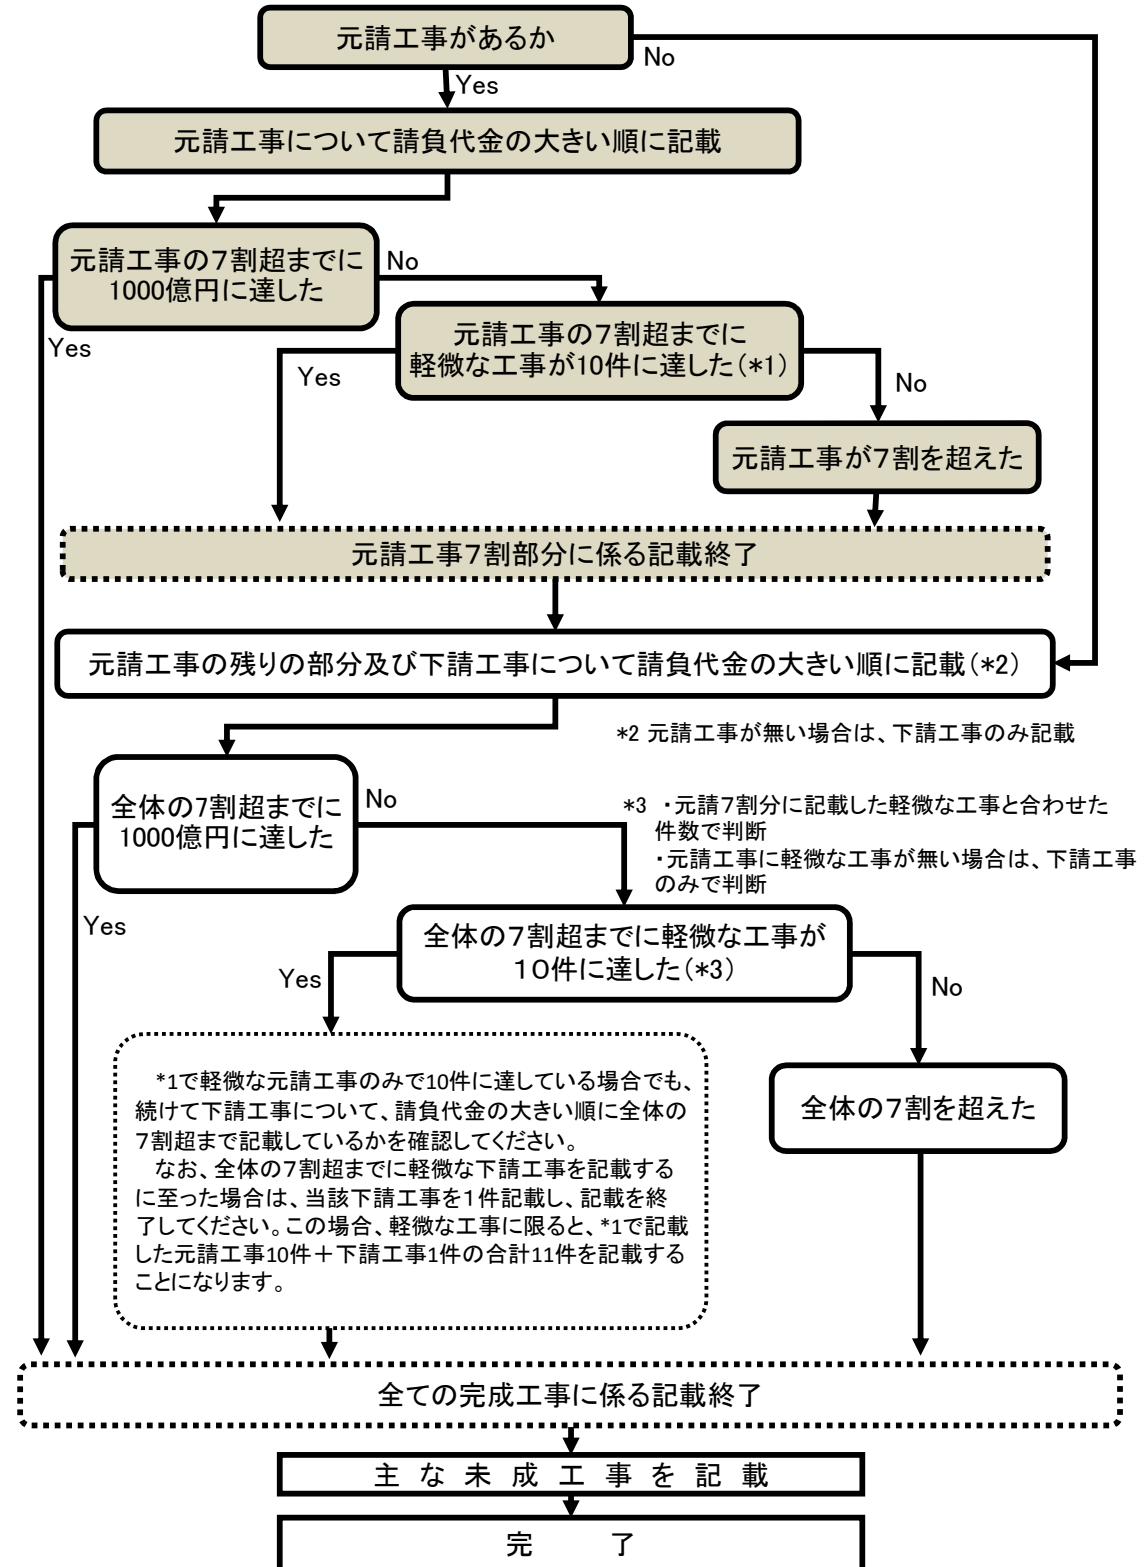 元請工事があるか
No
Yes
元請工事について請負代金の大きい順に記載
元請工事の７割超までに
1000億円に達した
No
Yes
元請工事の７割超までに
軽微な工事が10件に達した(*1)
Yes
No
元請工事が７割を超えた
元請工事７割部分に係る記載終了
元請工事の残りの部分及び下請工事について請負代金の大きい順に記載(*2)
*2 元請工事が無い場合は、下請工事のみ記載
全体の7割超までに
1000億円に達した
No
Yes
*3 ・元請７割分に記載した軽微な工事と合わせた
件数で判断
・元請工事に軽微な工事が無い場合は、下請工事
のみで判断
全体の７割超までに軽微な工事が
１０件に達した(*3)
Yes
No
*1で軽微な元請工事のみで10件に達している場合でも、
続けて下請工事について、請負代金の大きい順に全体の
７割超まで記載しているかを確認してください。
なお、全体の７割超までに軽微な下請工事を記載する
に至った場合は、当該下請工事を１件記載し、記載を終
了してください。この場合、軽微な工事に限ると、*1で記載
した元請工事10件＋下請工事1件の合計11件を記載する
ことになります。
全体の７割を超えた
全ての完成工事に係る記載終了
主 な 未 成 工 事 を 記 載
完 了